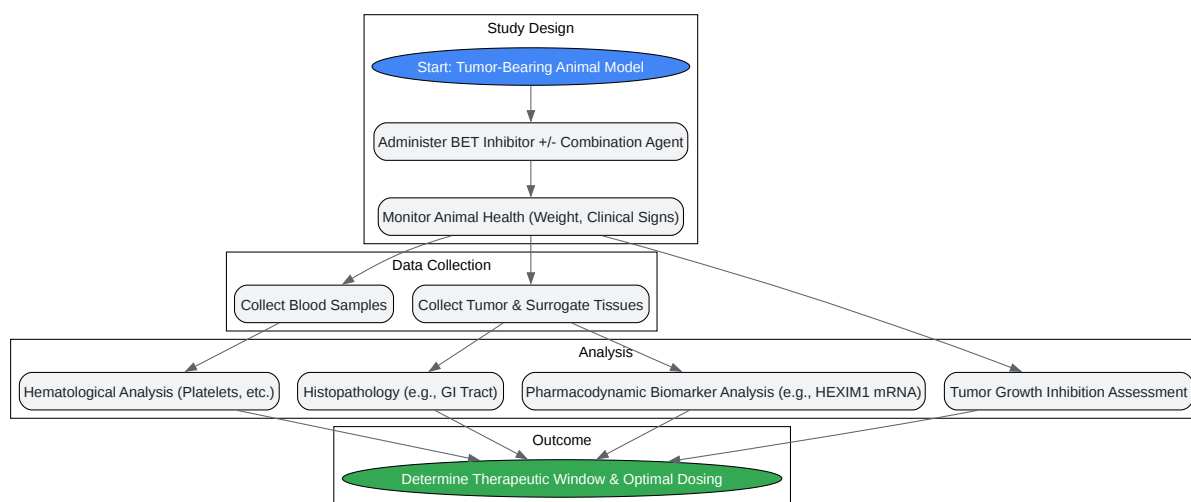 Study Design
Start: Tumor-Bearing Animal Model
Administer BET Inhibitor +/- Combination Agent
Monitor Animal Health (Weight, Clinical Signs)
Data Collection
Collect Blood Samples
Collect Tumor & Surrogate Tissues
Analysis
Hematological Analysis (Platelets, etc.)
Histopathology (e.g., GI Tract)
Pharmacodynamic Biomarker Analysis (e.g., HEXIM1 mRNA)
Tumor Growth Inhibition Assessment
Outcome
Determine Therapeutic Window & Optimal Dosing